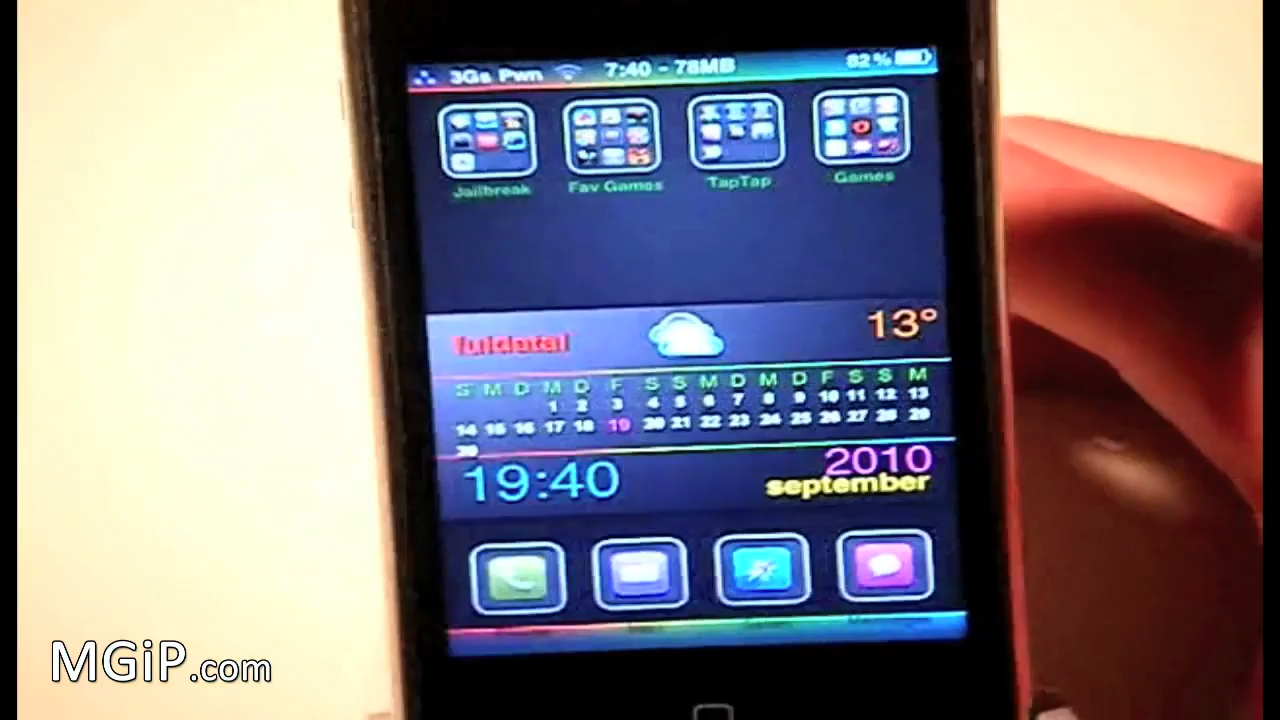 3Gs Pwn 7:40 - 78MB 82%
Jailbreak Fav Games TapTap Games
fuldatal 13°
S M D M D F S S M D M D F S S M
1 2 3 4 5 6 7 8 9 10 11 12 13
14 15 16 17 18 19 20 21 22 23 24 25 26 27 28 29
30
19:40 2010
september
MGiP.com